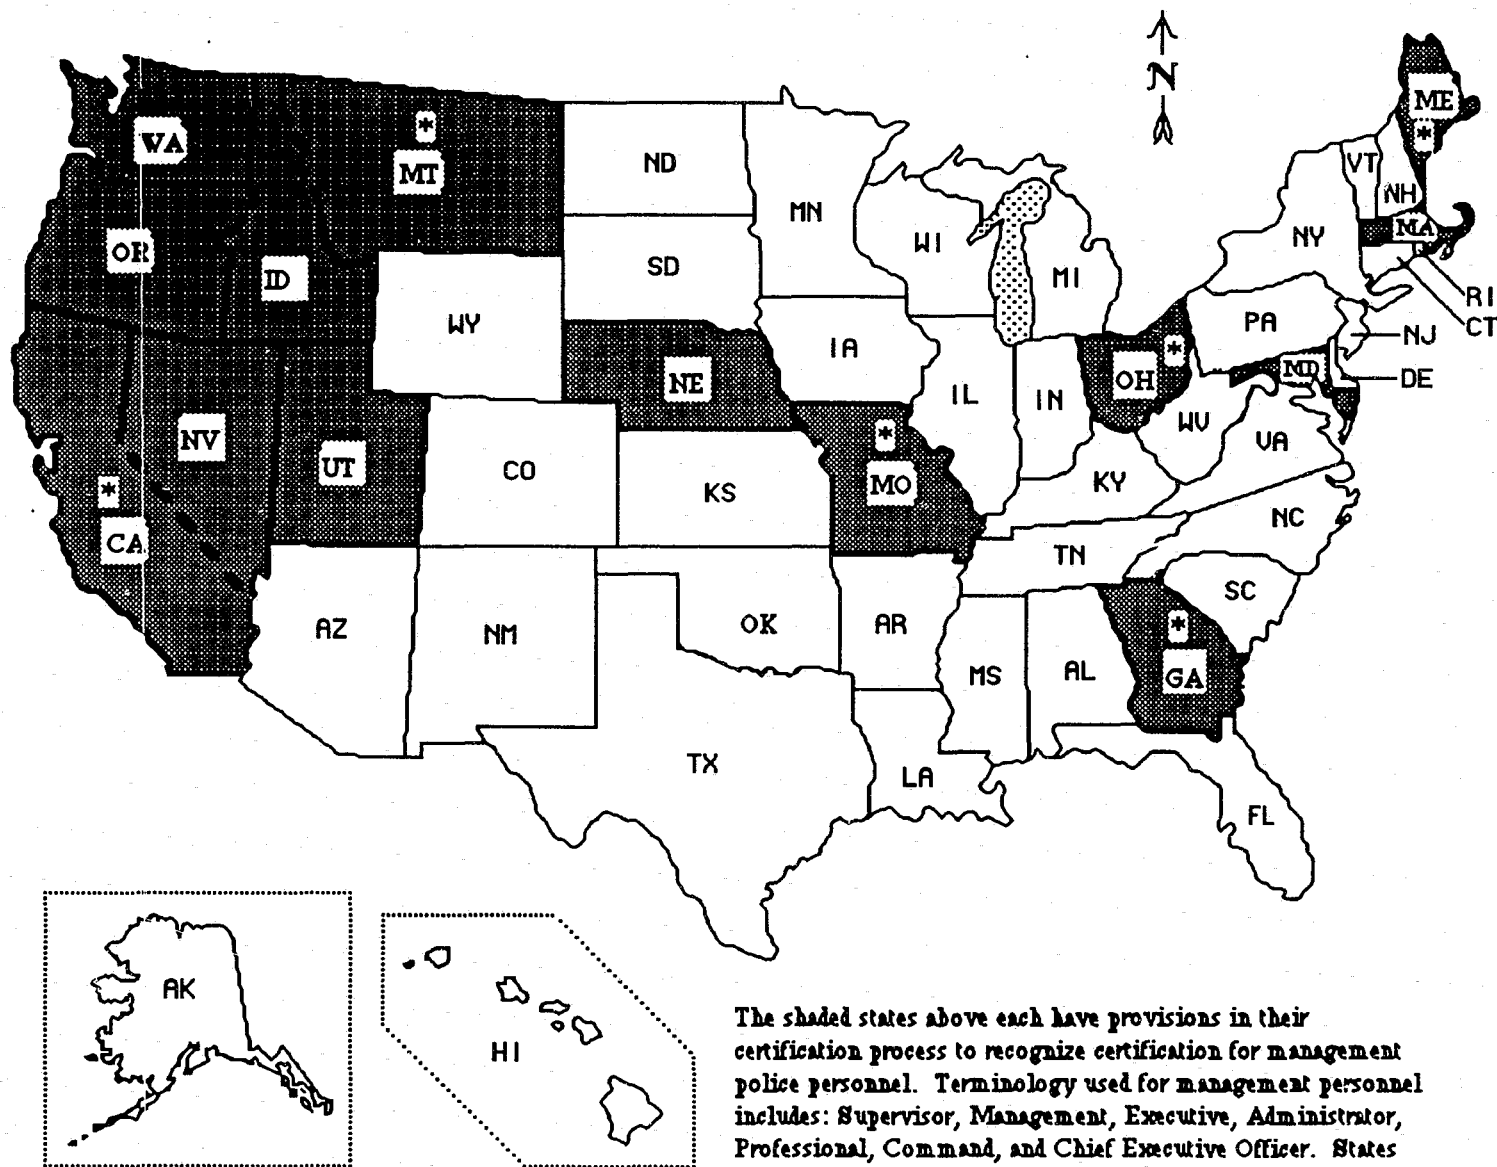 N
WA
*
MT
ND
MN
ME
*
VT
NH
OR
ID
SD
WI
MI
NY
MA
RI
CT
WY
NE
IA
IL
IN
OH
*
PA
NJ
MD
DE
NV
UT
CO
KS
*
MO
KY
WV
VA
*
CA
AZ
NM
OK
AR
TN
NC
SC
MS
AL
*
GA
TX
LA
FL
AK
HI
The shaded states above each have provisions in their
certification process to recognize certification for management
police personnel. Terminology used for management personnel
includes: Supervisor, Management, Executive, Administrator,
Professional, Command, and Chief Executive Officer. States